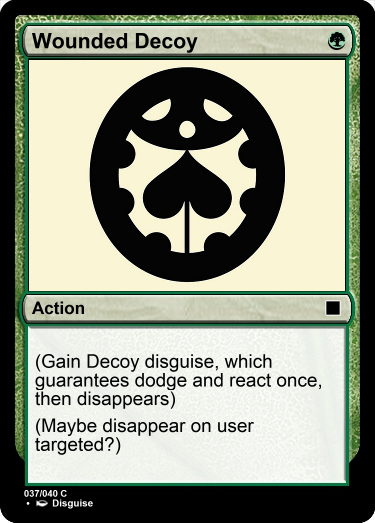 Wounded Decoy
Action
(Gain Decoy disguise, which
guarantees dodge and react once,
then disappears)
(Maybe disappear on user
targeted?)
037/040 C
• Disguise